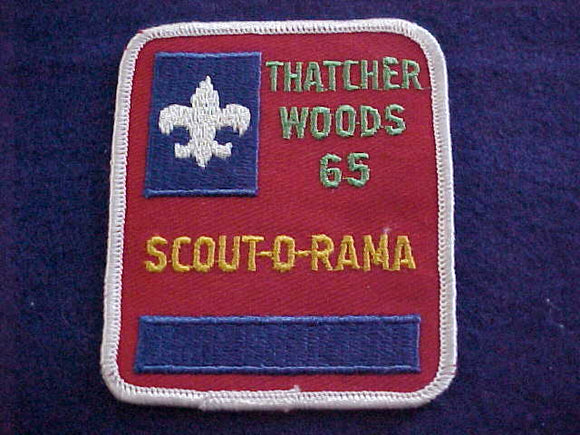 THATCHER
WOODS
65
SCOUT-O-RAMA